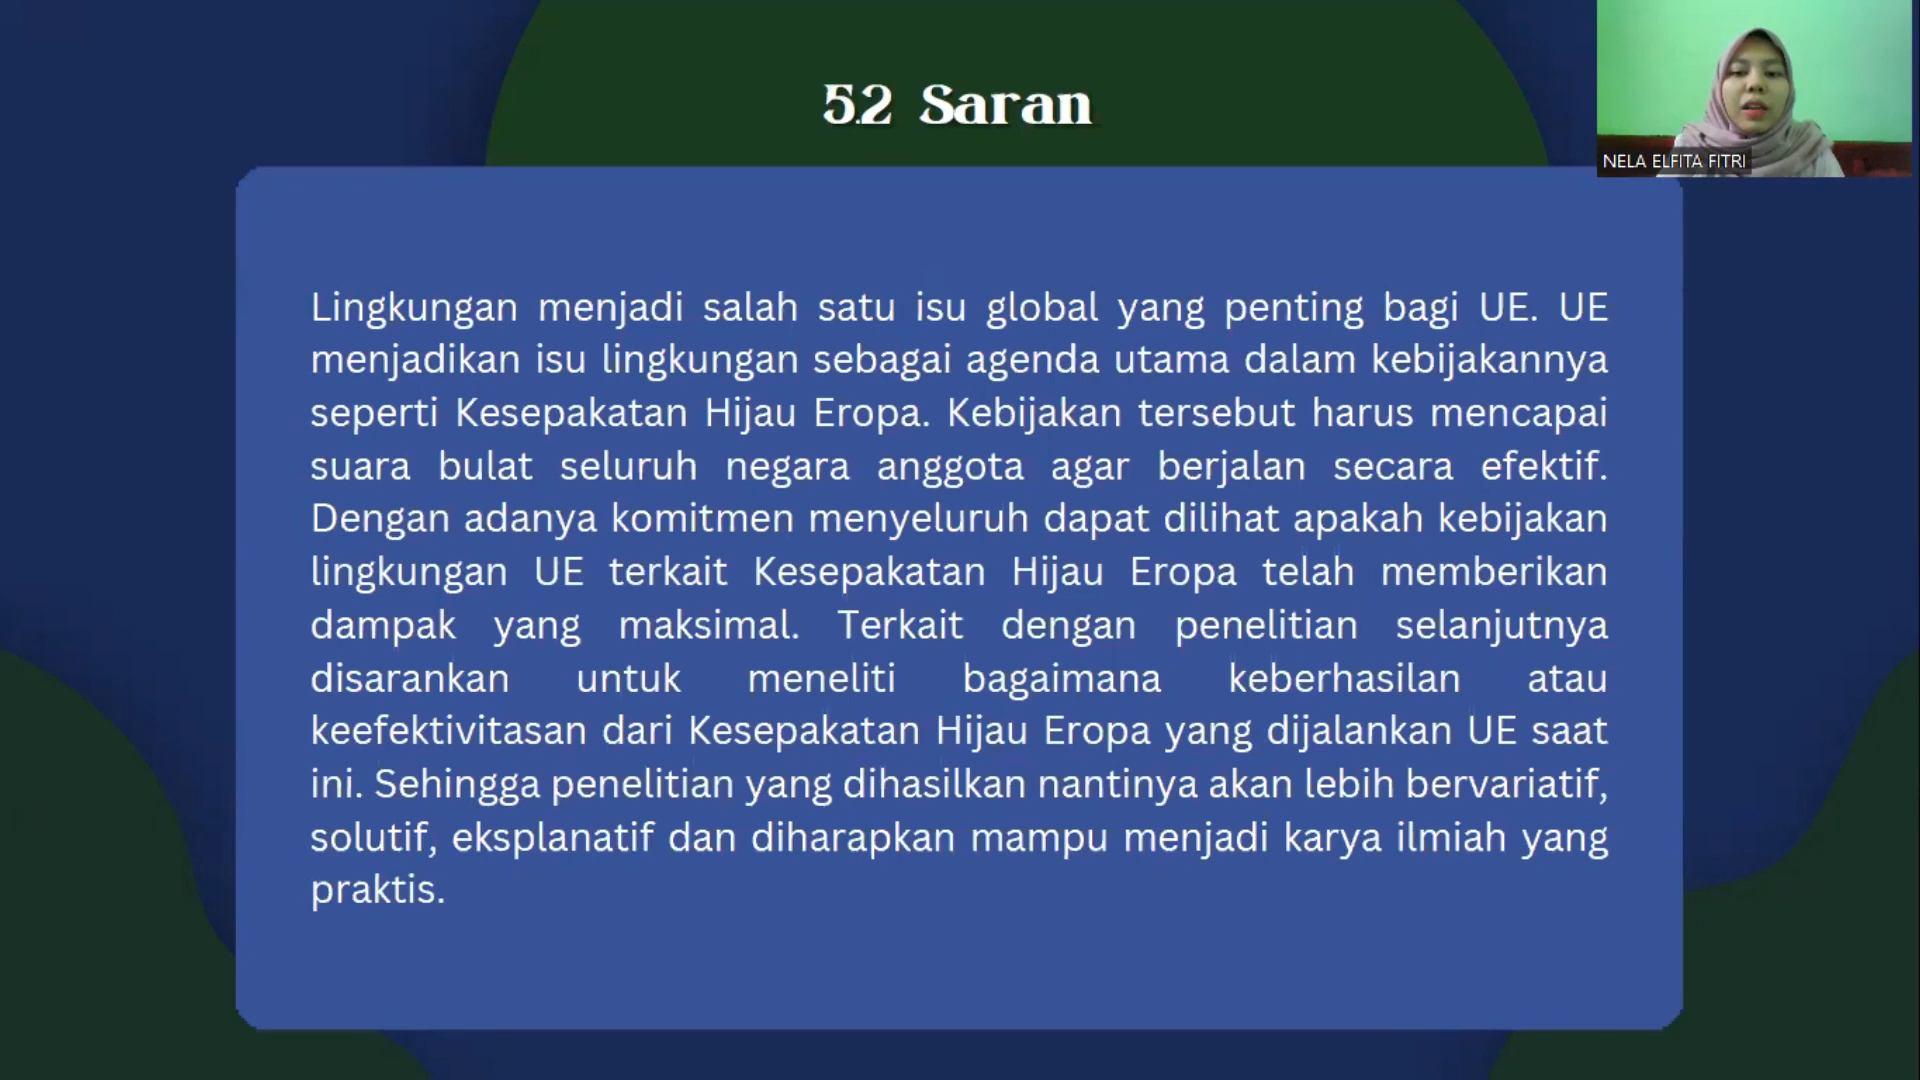 5.2 Saran
NELA ELFITA FITRI
Lingkungan menjadi salah satu isu global yang penting bagi UE. UE
menjadikan isu lingkungan sebagai agenda utama dalam kebijakannya
seperti Kesepakatan Hijau Eropa. Kebijakan tersebut harus mencapai
suara bulat seluruh negara anggota agar berjalan secara efektif.
Dengan adanya komitmen menyeluruh dapat dilihat apakah kebijakan
lingkungan UE terkait Kesepakatan Hijau Eropa telah memberikan
dampak yang maksimal. Terkait dengan penelitian selanjutnya
disarankan untuk meneliti bagaimana keberhasilan atau
keefektivitasan dari Kesepakatan Hijau Eropa yang dijalankan UE saat
ini. Sehingga penelitian yang dihasilkan nantinya akan lebih bervariatif,
solutif, eksplanatif dan diharapkan mampu menjadi karya ilmiah yang
praktis.